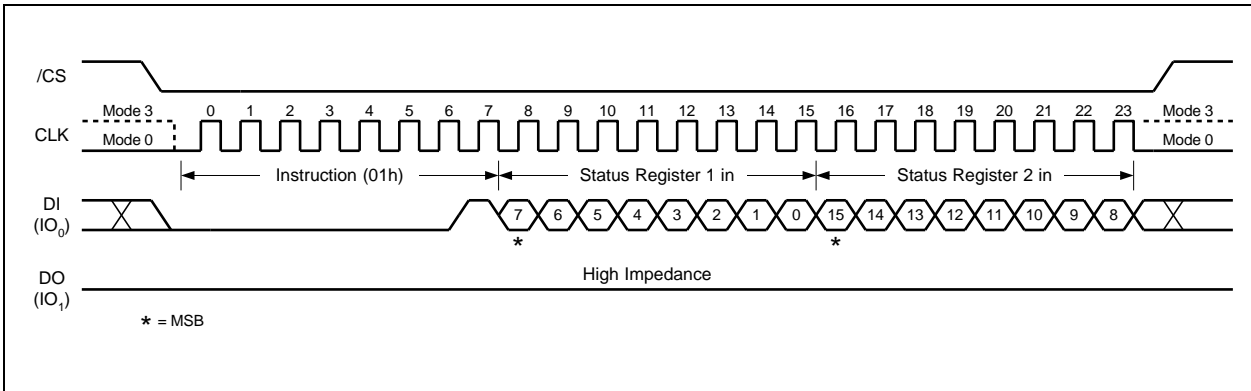 /CS
Mode 3 0 1 2 3 4 5 6 7 8 9 10 11 12 13 14 15 16 17 18 19 20 21 22 23 Mode 3
CLK
Mode 0 Mode 0
Instruction (01h) Status Register 1 in Status Register 2 in
DI
(IO0) 7 6 5 4 3 2 1 0 15 14 13 12 11 10 9 8
* *
High Impedance
DO
(IO1)
* = MSB